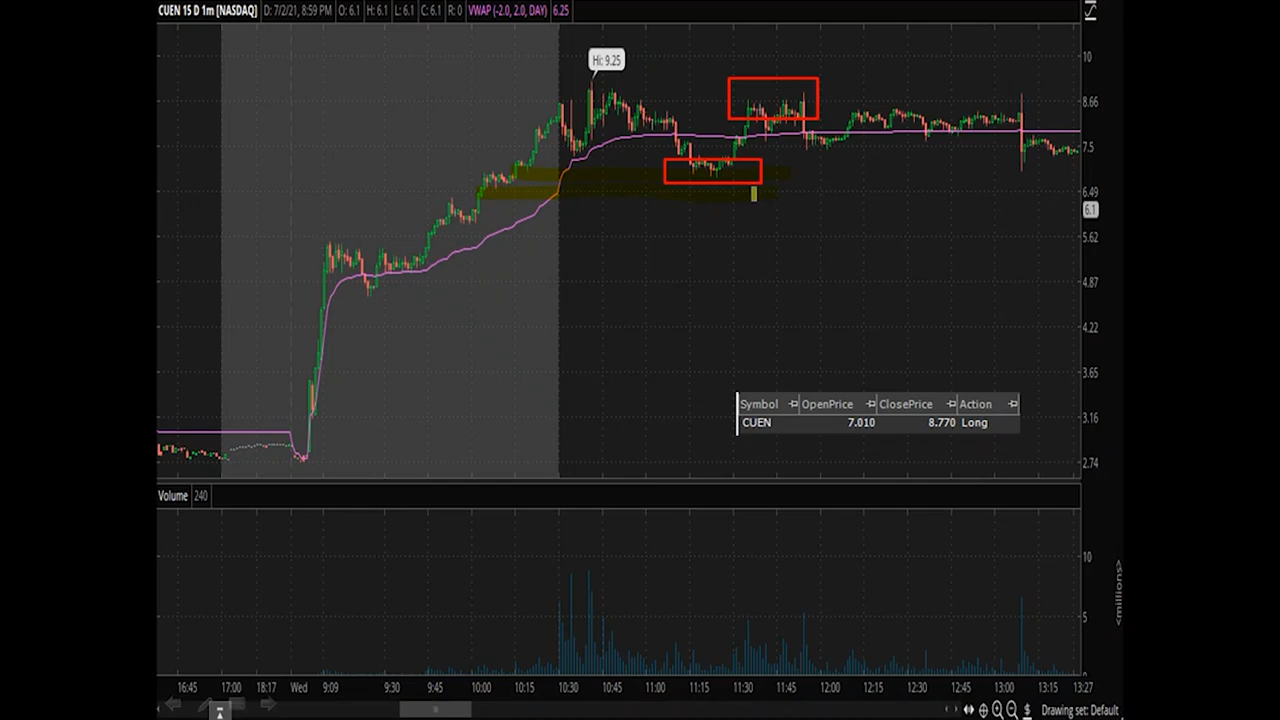 CUEN 15 D 1m [NASDAQ] D: 7/2/21, 8:59 PM O: 6.1 H: 6.1 L: 6.1 C: 6.1 R: 0 VWAP (-2.0, 2.0, DAY) 6.25
Hi: 9.25
10
8.66
7.5
6.49
6.1
5.62
4.87
4.22
3.65
3.16
2.74
Symbol OpenPrice ClosePrice Action
CUEN 7.010 8.770 Long
Volume 240
10
5
<millions>
16:45 17:00 18:17 Wed 9:09 9:30 9:45 10:00 10:15 10:30 10:45 11:00 11:15 11:30 11:45 12:00 12:15 12:30 12:45 13:00 13:15 13:27
Drawing set: Default